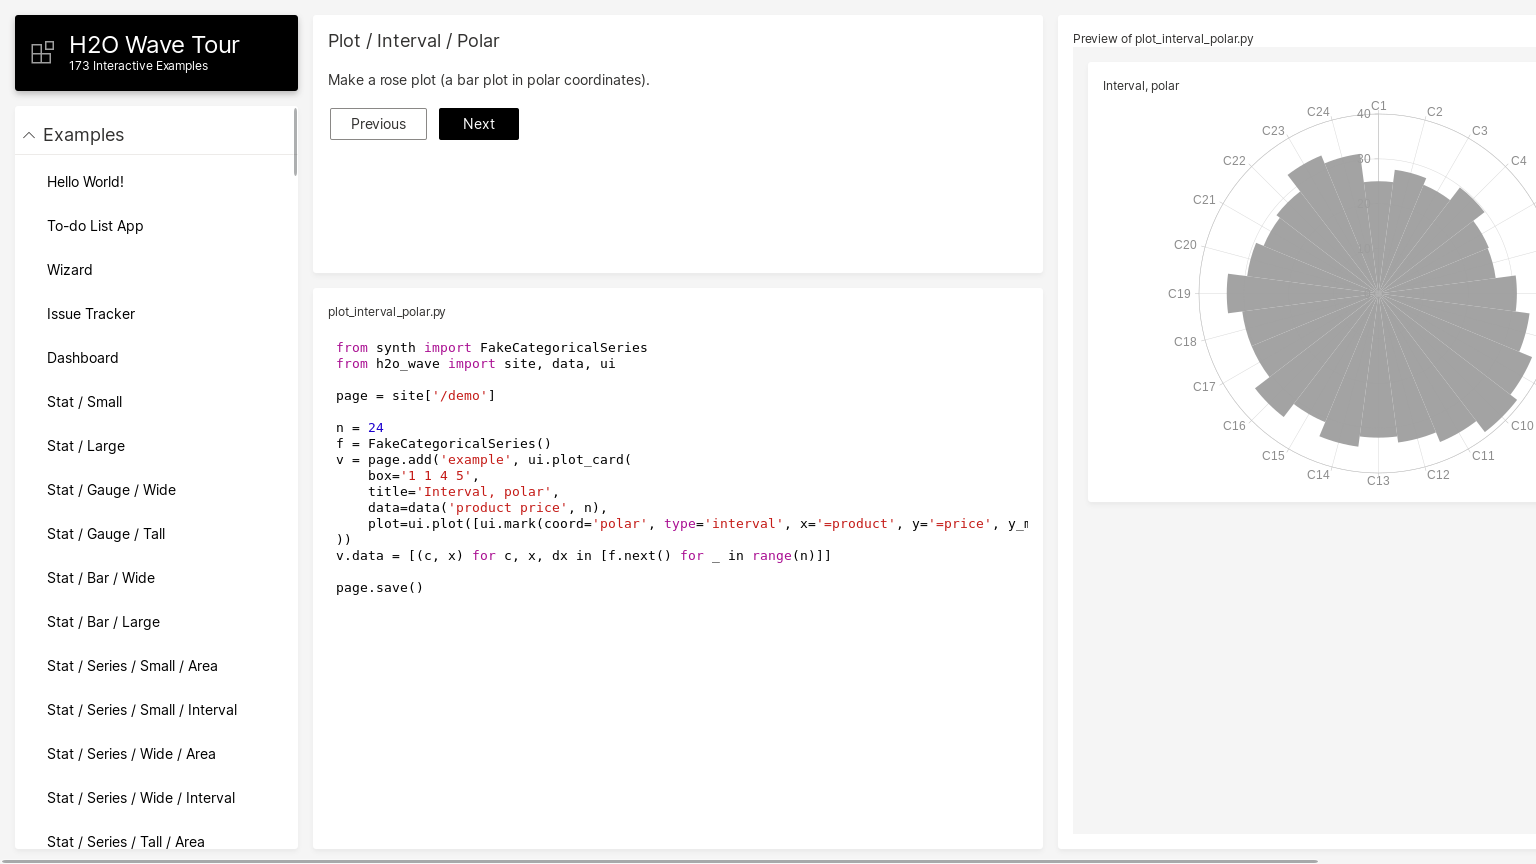 H2O Wave Tour
173 Interactive Examples
Examples
Hello World!
To-do List App
Wizard
Issue Tracker
Dashboard
Stat / Small
Stat / Large
Stat / Gauge / Wide
Stat / Gauge / Tall
Stat / Bar / Wide
Stat / Bar / Large
Stat / Series / Small / Area
Stat / Series / Small / Interval
Stat / Series / Wide / Area
Stat / Series / Wide / Interval
Stat / Series / Tall / Area
Plot / Interval / Polar
Make a rose plot (a bar plot in polar coordinates).
Previous
Next
plot_interval_polar.py
from synth import FakeCategoricalSeries
from h2o_wave import site, data, ui
page = site['/demo']
n = 24
f = FakeCategoricalSeries()
v = page.add('example', ui.plot_card(
    box='1 1 4 5',
    title='Interval, polar',
    data=data('product price', n),
    plot=ui.plot([ui.mark(coord='polar', type='interval', x='=product', y='=price', y_m
))
v.data = [(c, x) for c, x, dx in [f.next() for _ in range(n)]]
page.save()
Preview of plot_interval_polar.py
Interval, polar
C1
C2
C3
C4
C10
C11
C12
C13
C14
C15
C16
C17
C18
C19
C20
C21
C22
C23
C24
40
30